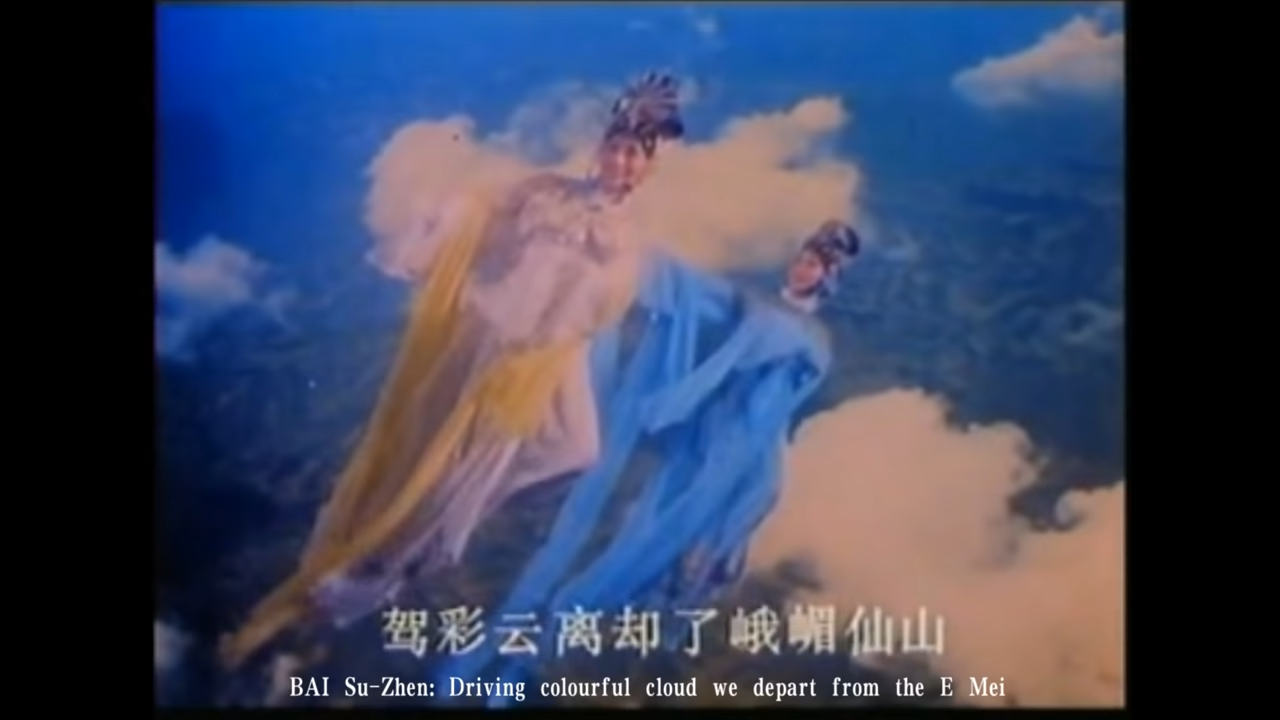 驾彩云离却了峨嵋仙山
BAI Su-Zhen: Driving colourful cloud we depart from the E Mei